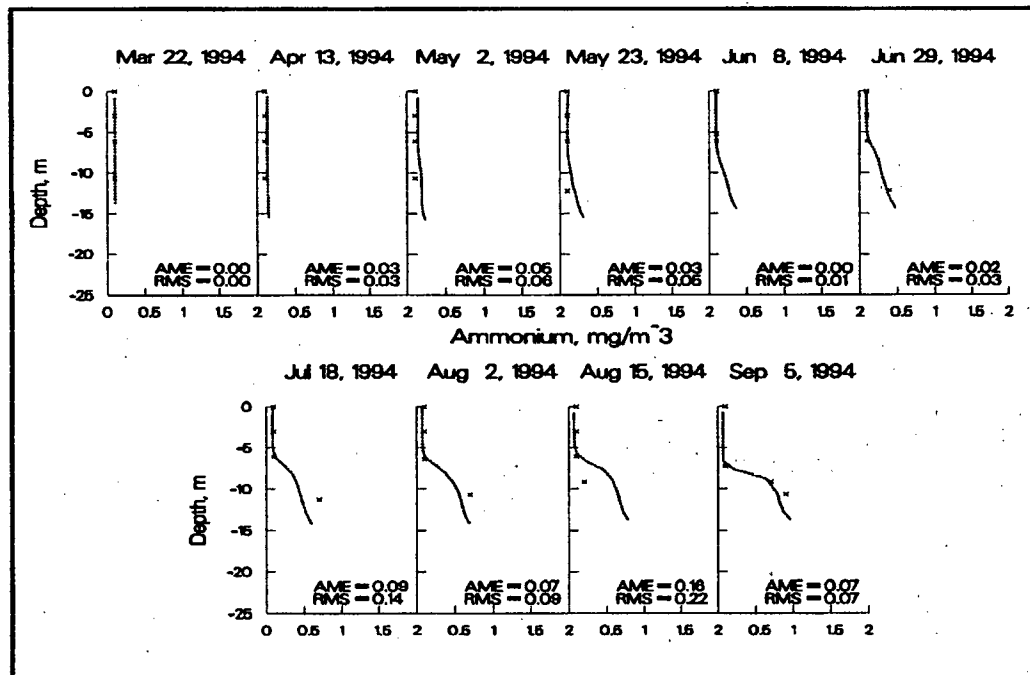 Mar 22, 1994 Apr 13, 1994 May 2, 1994 May 23, 1994 Jun 8, 1994 Jun 29, 1994
Depth, m
0
-5
-10
-15
-20
-25
AME = 0.00 AME = 0.03 AME = 0.05 AME = 0.03 AME = 0.00 AME = 0.02
RMS = 0.00 RMS = 0.03 RMS = 0.06 RMS = 0.06 RMS = 0.01 RMS = 0.03
0 0.5 1 1.5 2 0.5 1 1.5 2 0.5 1 1.5 2 0.5 1 1.5 2 0.5 1 1.5 2 0.5 1 1.5 2
Ammonium, mg/m^3
Jul 18, 1994 Aug 2, 1994 Aug 15, 1994 Sep 5, 1994
Depth, m
0
-5
-10
-15
-20
-25
AME = 0.09 AME = 0.07 AME = 0.16 AME = 0.07
RMS = 0.14 RMS = 0.09 RMS = 0.22 RMS = 0.07
0 0.5 1 1.5 2 0.5 1 1.5 2 0.5 1 1.5 2 0.5 1 1.5 2